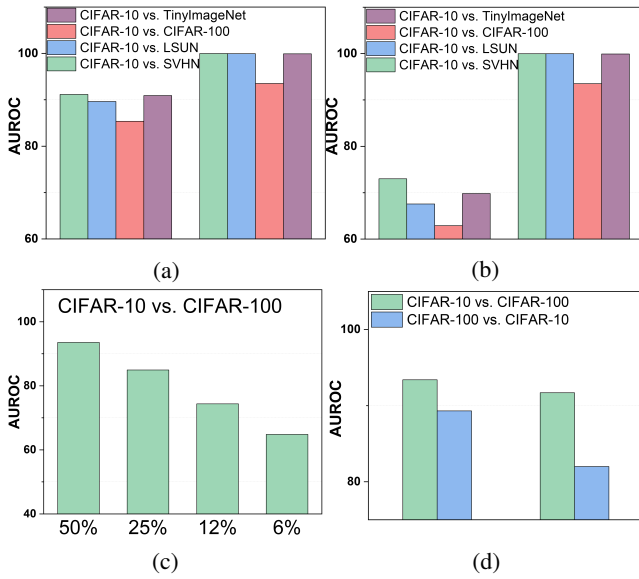 CIFAR-10 vs. TinyImageNet
CIFAR-10 vs. CIFAR-100
CIFAR-10 vs. LSUN
CIFAR-10 vs. SVHN
100
80
60
AUROC
(a)
CIFAR-10 vs. TinyImageNet
CIFAR-10 vs. CIFAR-100
CIFAR-10 vs. LSUN
CIFAR-10 vs. SVHN
100
80
60
AUROC
(b)
CIFAR-10 vs. CIFAR-100
100
80
60
40
AUROC
50% 25% 12% 6%
(c)
CIFAR-10 vs. CIFAR-100
CIFAR-100 vs. CIFAR-10
100
80
AUROC
(d)